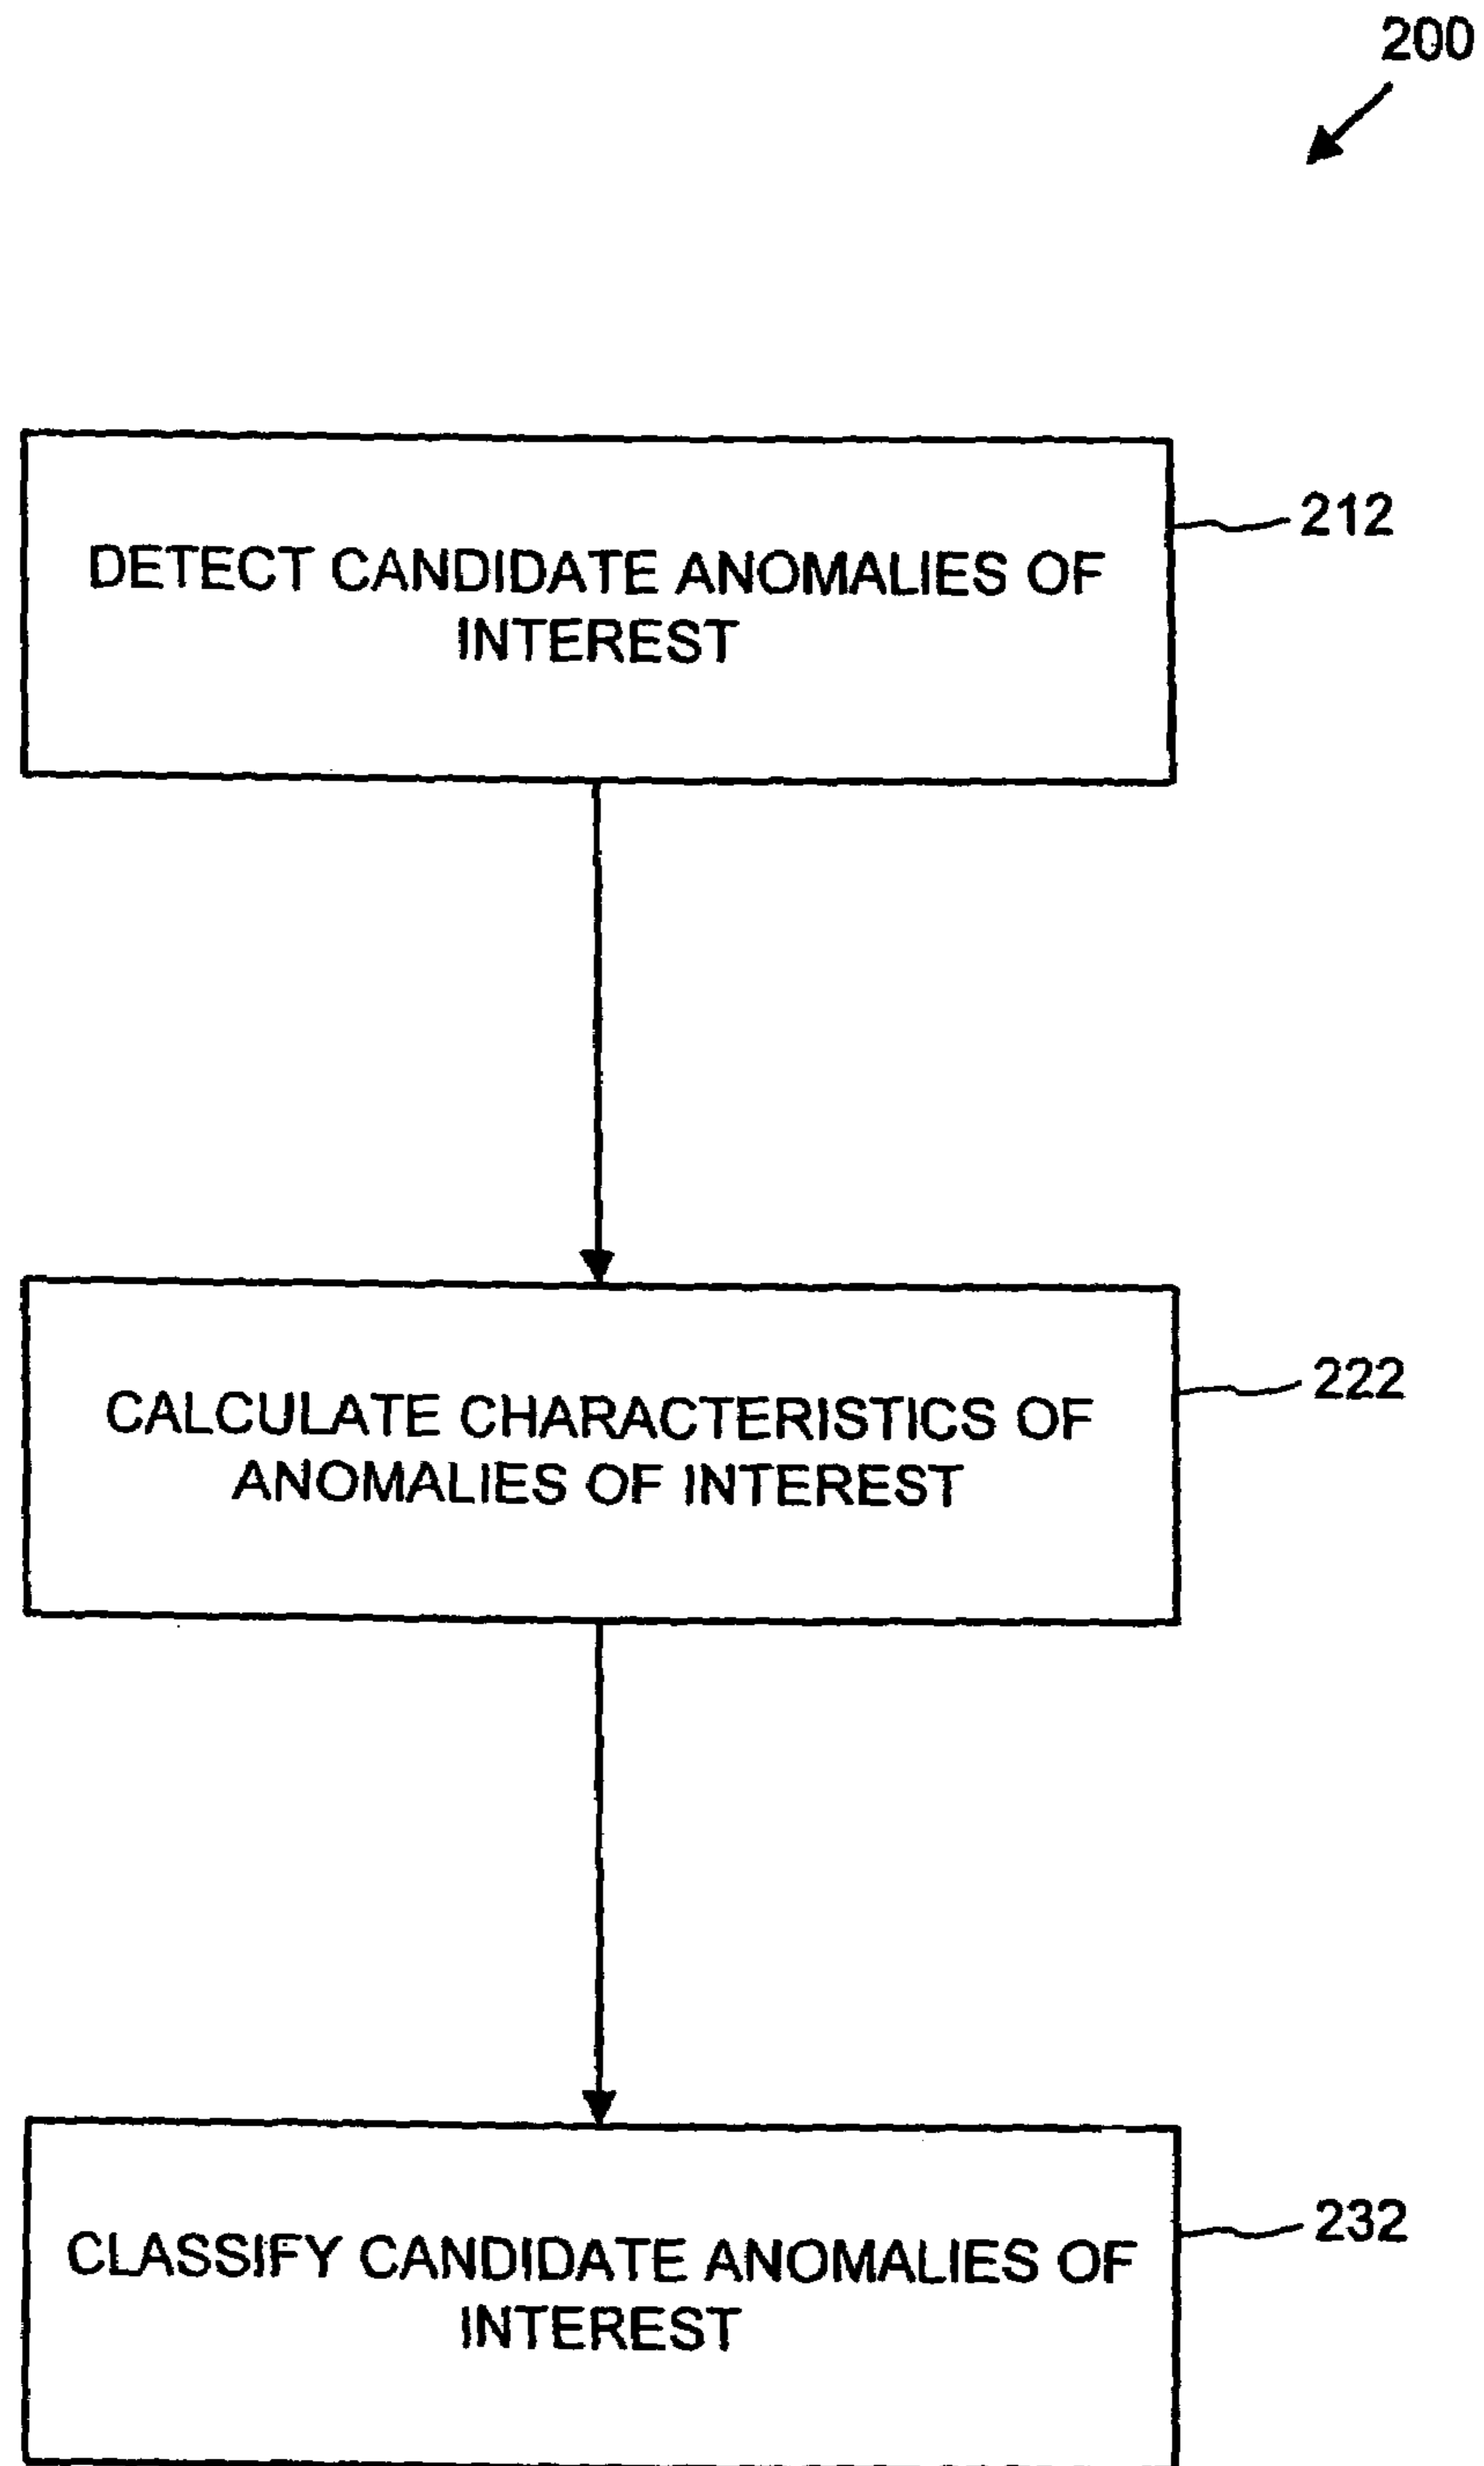 200
DETECT CANDIDATE ANOMALIES OF
INTEREST
212
CALCULATE CHARACTERISTICS OF
ANOMALIES OF INTEREST
222
CLASSIFY CANDIDATE ANOMALIES OF
INTEREST
232